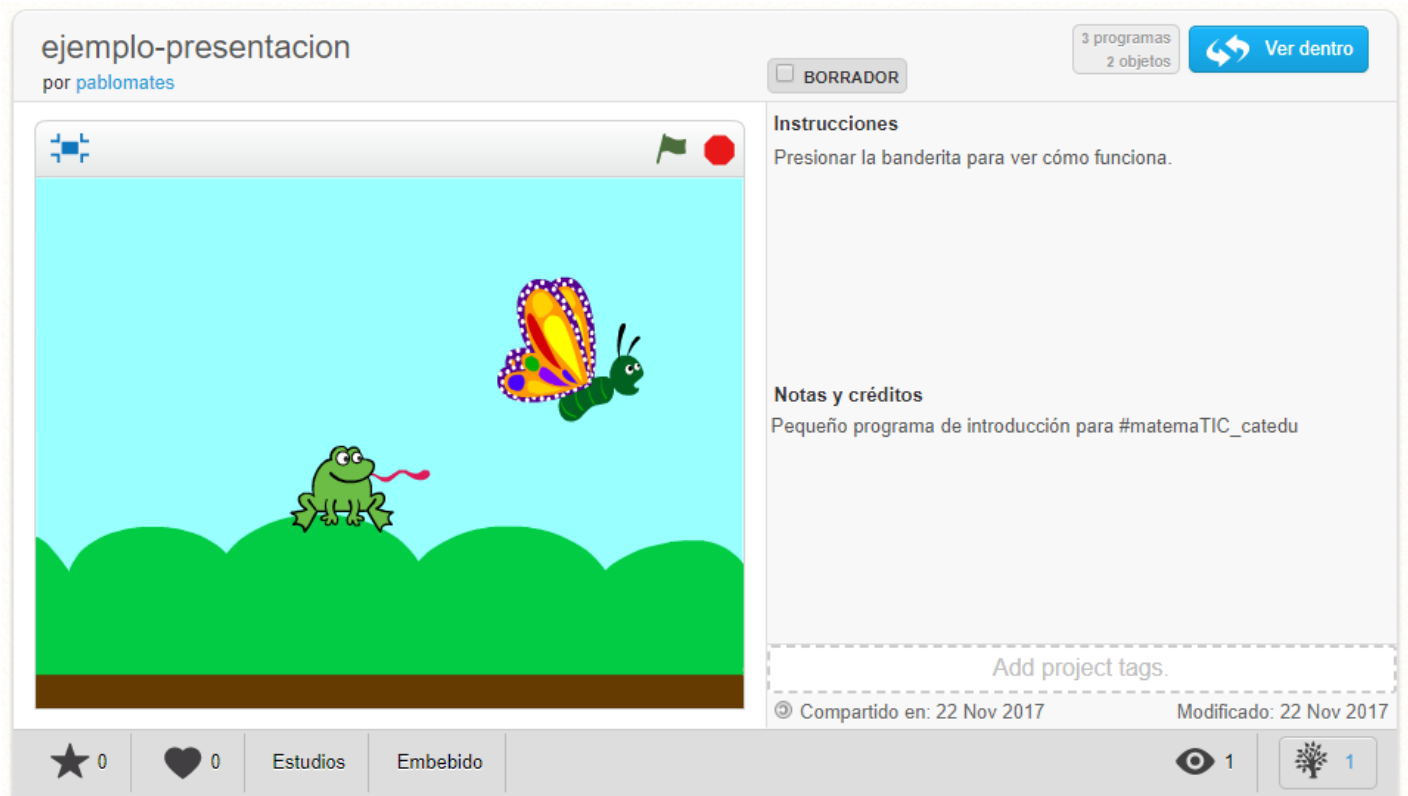 ejemplo-presentacion
por pablomates
BORRADOR
3 programas
2 objetos
Ver dentro
Instrucciones
Presionar la banderita para ver cómo funciona.
Notas y créditos
Pequeño programa de introducción para #matemaTIC_catedu
Add project tags.
Compartido en: 22 Nov 2017
Modificado: 22 Nov 2017
0
0
Estudios
Embebido
1
1